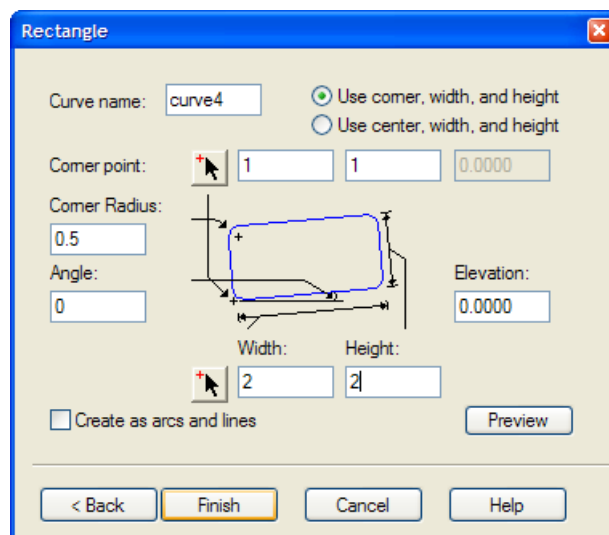 Rectangle
Curve name: curve4
Use corner, width, and height
Use center, width, and height
Corner point: 1 1 0.0000
Corner Radius:
0.5
Angle: Elevation:
0 0.0000
Width: Height:
2 2
Create as arcs and lines Preview
< Back Finish Cancel Help